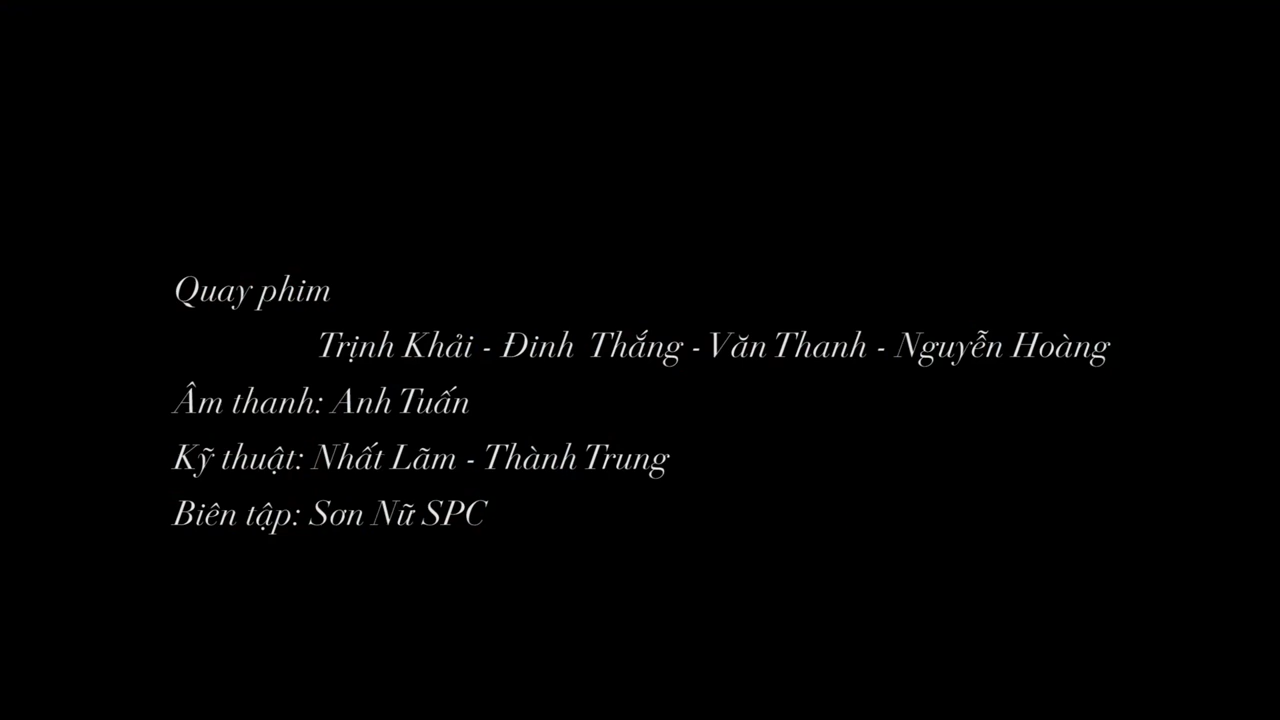 Quay phim
Trịnh Khải - Đinh Thắng - Văn Thanh - Nguyễn Hoàng
Âm thanh: Anh Tuấn
Kỹ thuật: Nhất Lãm - Thành Trung
Biên tập: Sơn Nữ SPC